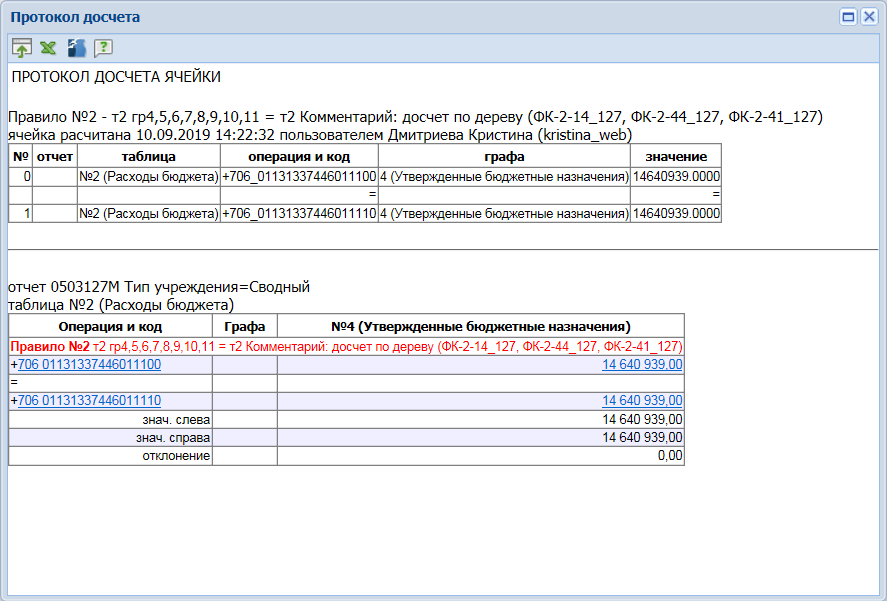 Протокол досчета
ПРОТОКОЛ ДОСЧЕТА ЯЧЕЙКИ
Правило №2 - т2 гр4,5,6,7,8,9,10,11 = т2 Комментарий: досчет по дереву (ФК-2-14_127, ФК-2-44_127, ФК-2-41_127)
ячейка расчитана 10.09.2019 14:22:32 пользователем Дмитриева Кристина (kristina_web)
№ отчет таблица операция и код графа значение
0 №2 (Расходы бюджета) +706_01131337446011100 4 (Утвержденные бюджетные назначения) 14640939.0000
= =
1 №2 (Расходы бюджета) +706_01131337446011110 4 (Утвержденные бюджетные назначения) 14640939.0000
отчет 0503127М Тип учреждения=Сводный
таблица №2 (Расходы бюджета)
Операция и код Графа №4 (Утвержденные бюджетные назначения)
Правило №2 т2 гр4,5,6,7,8,9,10,11 = т2 Комментарий: досчет по дереву (ФК-2-14_127, ФК-2-44_127, ФК-2-41_127)
+706 01131337446011100 14 640 939,00
=
+706 01131337446011110 14 640 939,00
знач. слева 14 640 939,00
знач. справа 14 640 939,00
отклонение 0,00